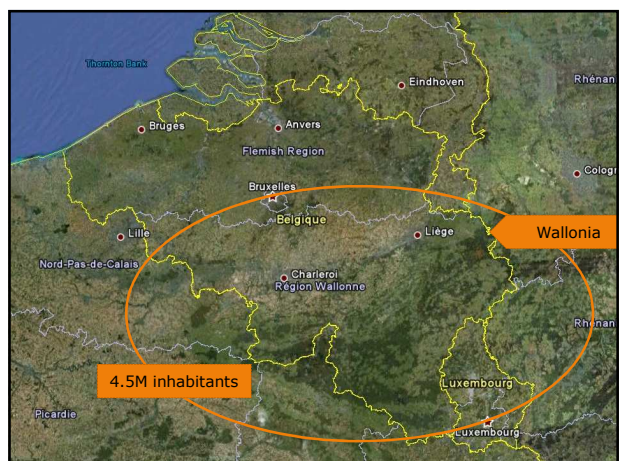 Thornton Bank
Eindhoven
Rhénan
Bruges
Anvers
Flemish Region
Bruxelles
Belgique
Lille
Liège
Wallonia
Nord-Pas-de-Calais
Charleroi
Région Wallonne
Rhénan
4.5M inhabitants
Luxembourg
Picardie
Luxembourg
Cologn